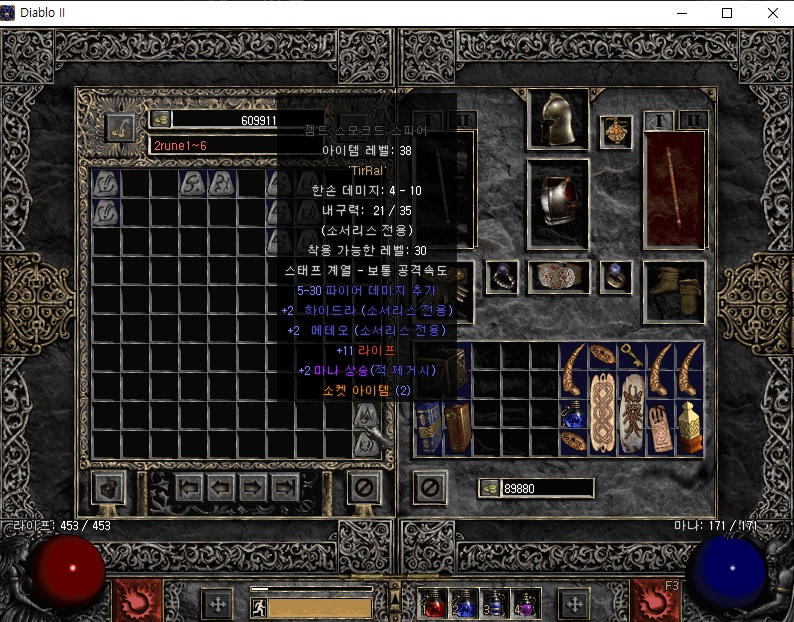 Diablo II
609911
2rune1~6
젬드 스모크드 스피어
아이템 레벨: 38
'TirRal'
한손 데미지: 4 - 10
내구력: 21 / 35
(소서리스 전용)
착용 가능한 레벨: 30
스태프 계열 - 보통 공격속도
5-30 파이어 데미지 추가
+2 하이드라 (소서리스 전용)
+2 메테오 (소서리스 전용)
+11 라이프
+2 마나 상승(적 제거시)
소켓 아이템 (2)
89880
라이프: 453 / 453
마나: 171 / 171
F3
1
2
3
4